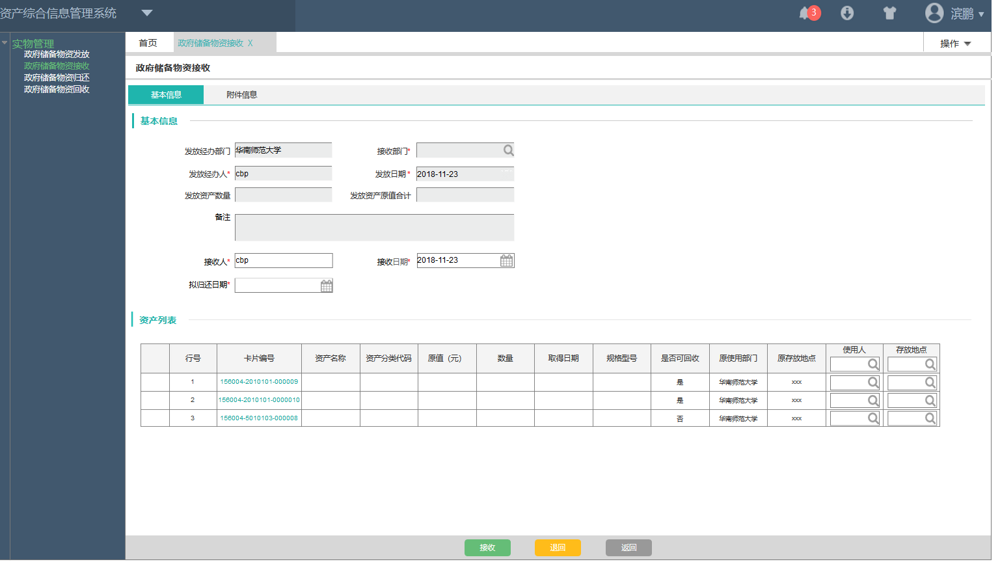 资产综合信息管理系统
3
滨鹏
实物管理
政府储备物资发放
政府储备物资接收
政府储备物资归还
政府储备物资回收
首页 政府储备物资接收 X 操作
政府储备物资接收
基本信息 附件信息
基本信息
发放经办部门 华南师范大学 接收部门*
发放经办人* cbp 发放日期* 2018-11-23
发放资产数量 发放资产原值合计
备注
接收人* cbp 接收日期* 2018-11-23
拟归还日期*
资产列表
行号 卡片编号 资产名称 资产分类代码 原值（元） 数量 取得日期 规格型号 是否可回收 原使用部门 原存放地点 使用人 存放地点
1 156004-2010101-000009 是 华南师范大学 xxx
2 156004-2010101-0000010 是 华南师范大学 xxx
3 156004-5010103-000008 否 华南师范大学 xxx
接收 退回 返回